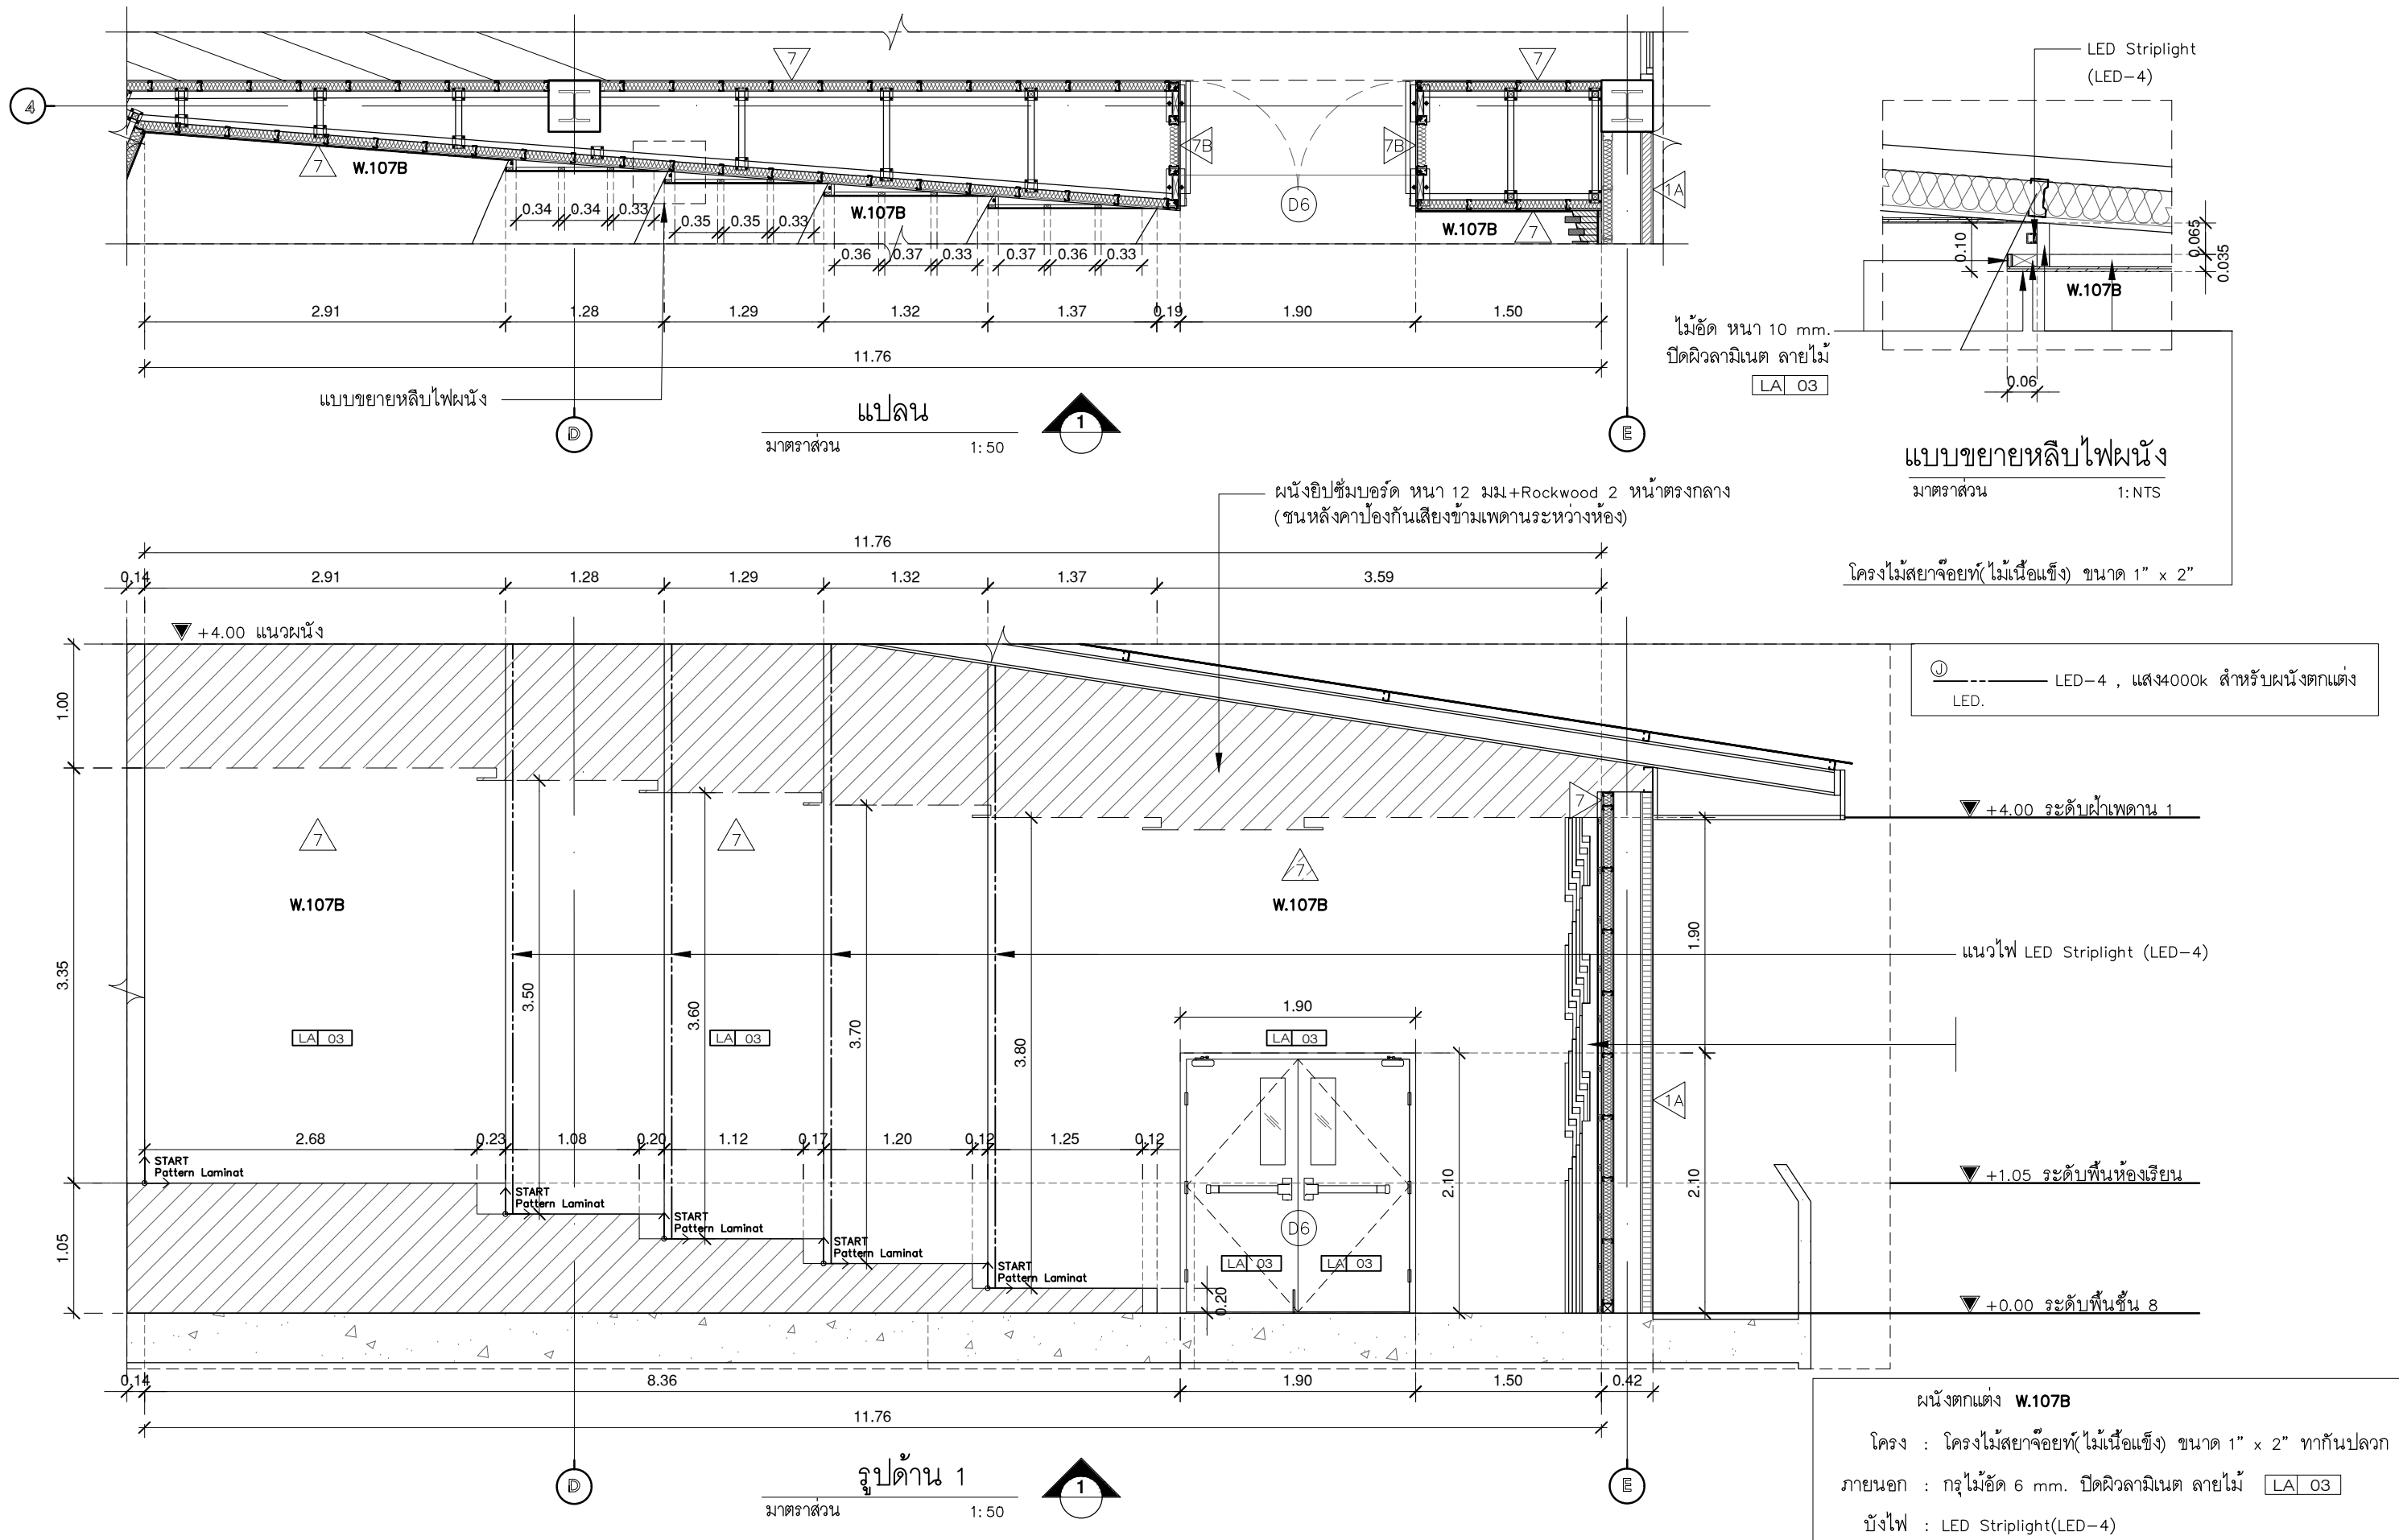 LED Striplight
(LED-4)
7
7
4
7B
7B
1A
7
W.107B
W.107B
D6
W.107B
7
0.34
0.34
0.33
0.35
0.35
0.33
0.36
0.37
0.33
0.37
0.36
0.33
0.10
0.065
0.035
W.107B
2.91
1.28
1.29
1.32
1.37
0.19
1.90
1.50
11.76
ไม้อัด หนา 10 mm.
ปิดผิวลามิเนต ลายไม้
LA 03
0.06
แบบขยายหลืบไฟผนัง
แปลน
1
มาตราส่วน 1:50
D
E
แบบขยายหลืบไฟผนัง
มาตราส่วน 1:NTS
ผนังยิปซั่มบอร์ด หนา 12 มม.+Rockwood 2 หน้าตรงกลาง
(ชนหลังคาป้องกันเสียงข้ามเพดานระหว่างห้อง)
11.76
0.14
2.91
1.28
1.29
1.32
1.37
3.59
โครงไม้สยาจ๊อยท์(ไม้เนื้อแข็ง) ขนาด 1" x 2"
+4.00 แนวผนัง
J
LED-4 , แสง4000k สำหรับผนังตกแต่ง
LED.
1.00
7
+4.00 ระดับฝ้าเพดาน 1
7
7
7
W.107B
W.107B
1.90
แนวไฟ LED Striplight (LED-4)
3.35
3.50
3.60
3.70
3.80
1.90
LA 03
LA 03
LA 03
1A
2.68
0.23
1.08
0.20
1.12
0.17
1.20
0.12
1.25
0.12
START
Pattern Laminat
START
Pattern Laminat
START
Pattern Laminat
START
Pattern Laminat
START
Pattern Laminat
2.10
2.10
+1.05 ระดับพื้นห้องเรียน
1.05
D6
LA 03
LA 03
0.20
+0.00 ระดับพื้นชั้น 8
0.14
8.36
1.90
1.50
0.42
11.76
รูปด้าน 1
1
มาตราส่วน 1:50
D
E
ผนังตกแต่ง W.107B
โครง : โครงไม้สยาจ๊อยท์(ไม้เนื้อแข็ง) ขนาด 1" x 2" ทากันปลวก
ภายนอก : กรุไม้อัด 6 mm. ปิดผิวลามิเนต ลายไม้ LA 03
บังไฟ : LED Striplight(LED-4)